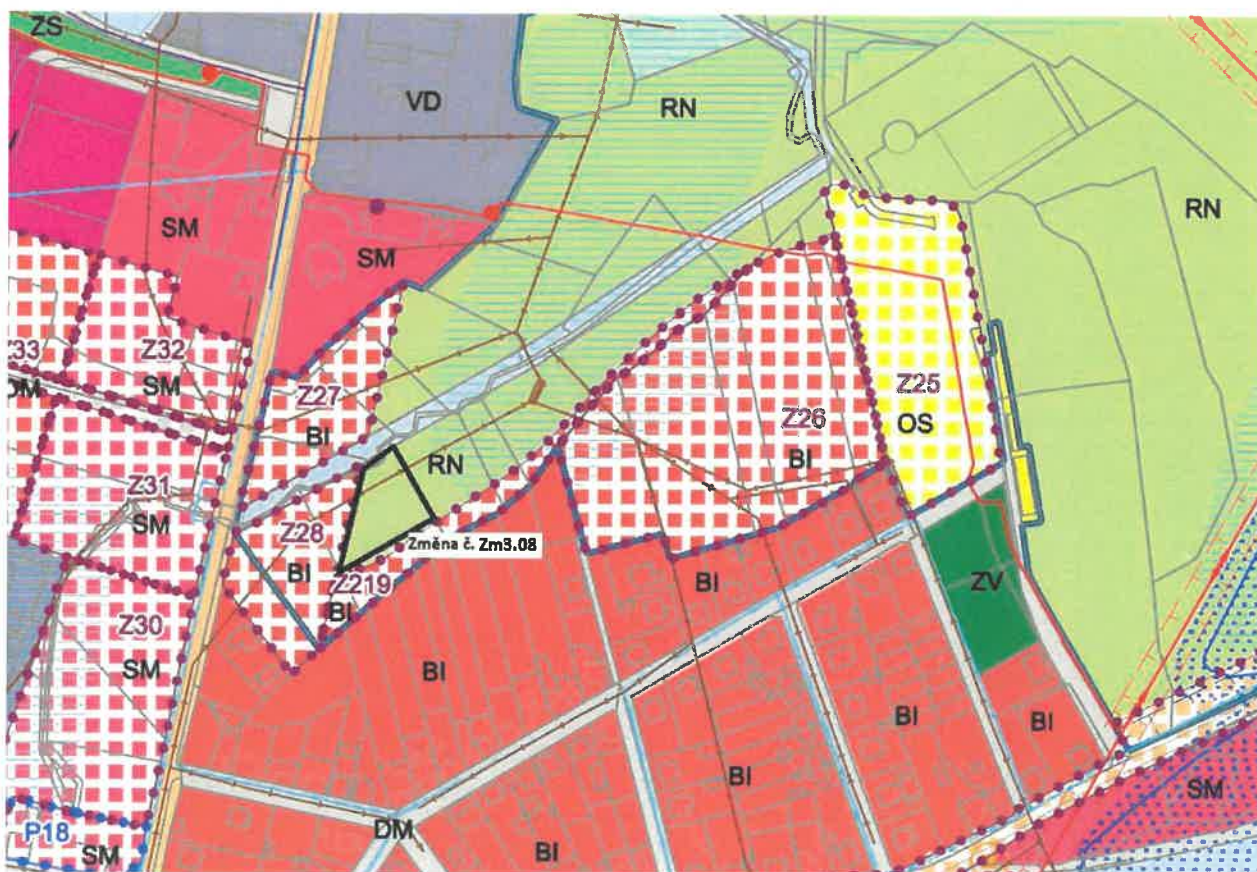 ZS
VD
RN
RN
SM
SM
Z33
Z32
SM
DM
Z27
BI
Z25
OS
Z26
BI
RN
Z31
SM
Z28
BI
Změna č. Zm3.08
Z219
BI
BI
ZV
Z30
SM
BI
BI
BI
BI
SM
P18
SM
DM
BI